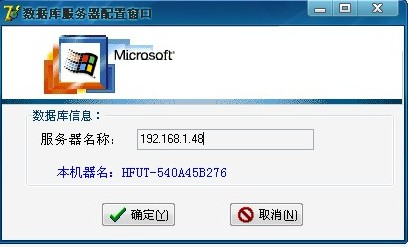 数据库服务器配置窗口
Microsoft
数据库信息:
服务器名称: 192.168.1.48
本机器名: HFUT-540A45B276
确定(Y) 取消(N)